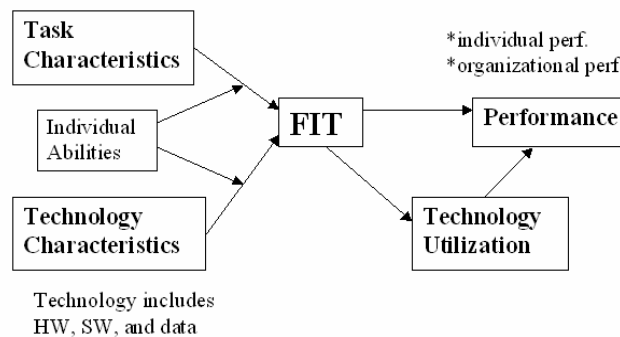 Task
Characteristics
*individual perf.
*organizational perf
Individual
Abilities
FIT
Performance
Technology
Characteristics
Technology
Utilization
Technology includes
HW, SW, and data